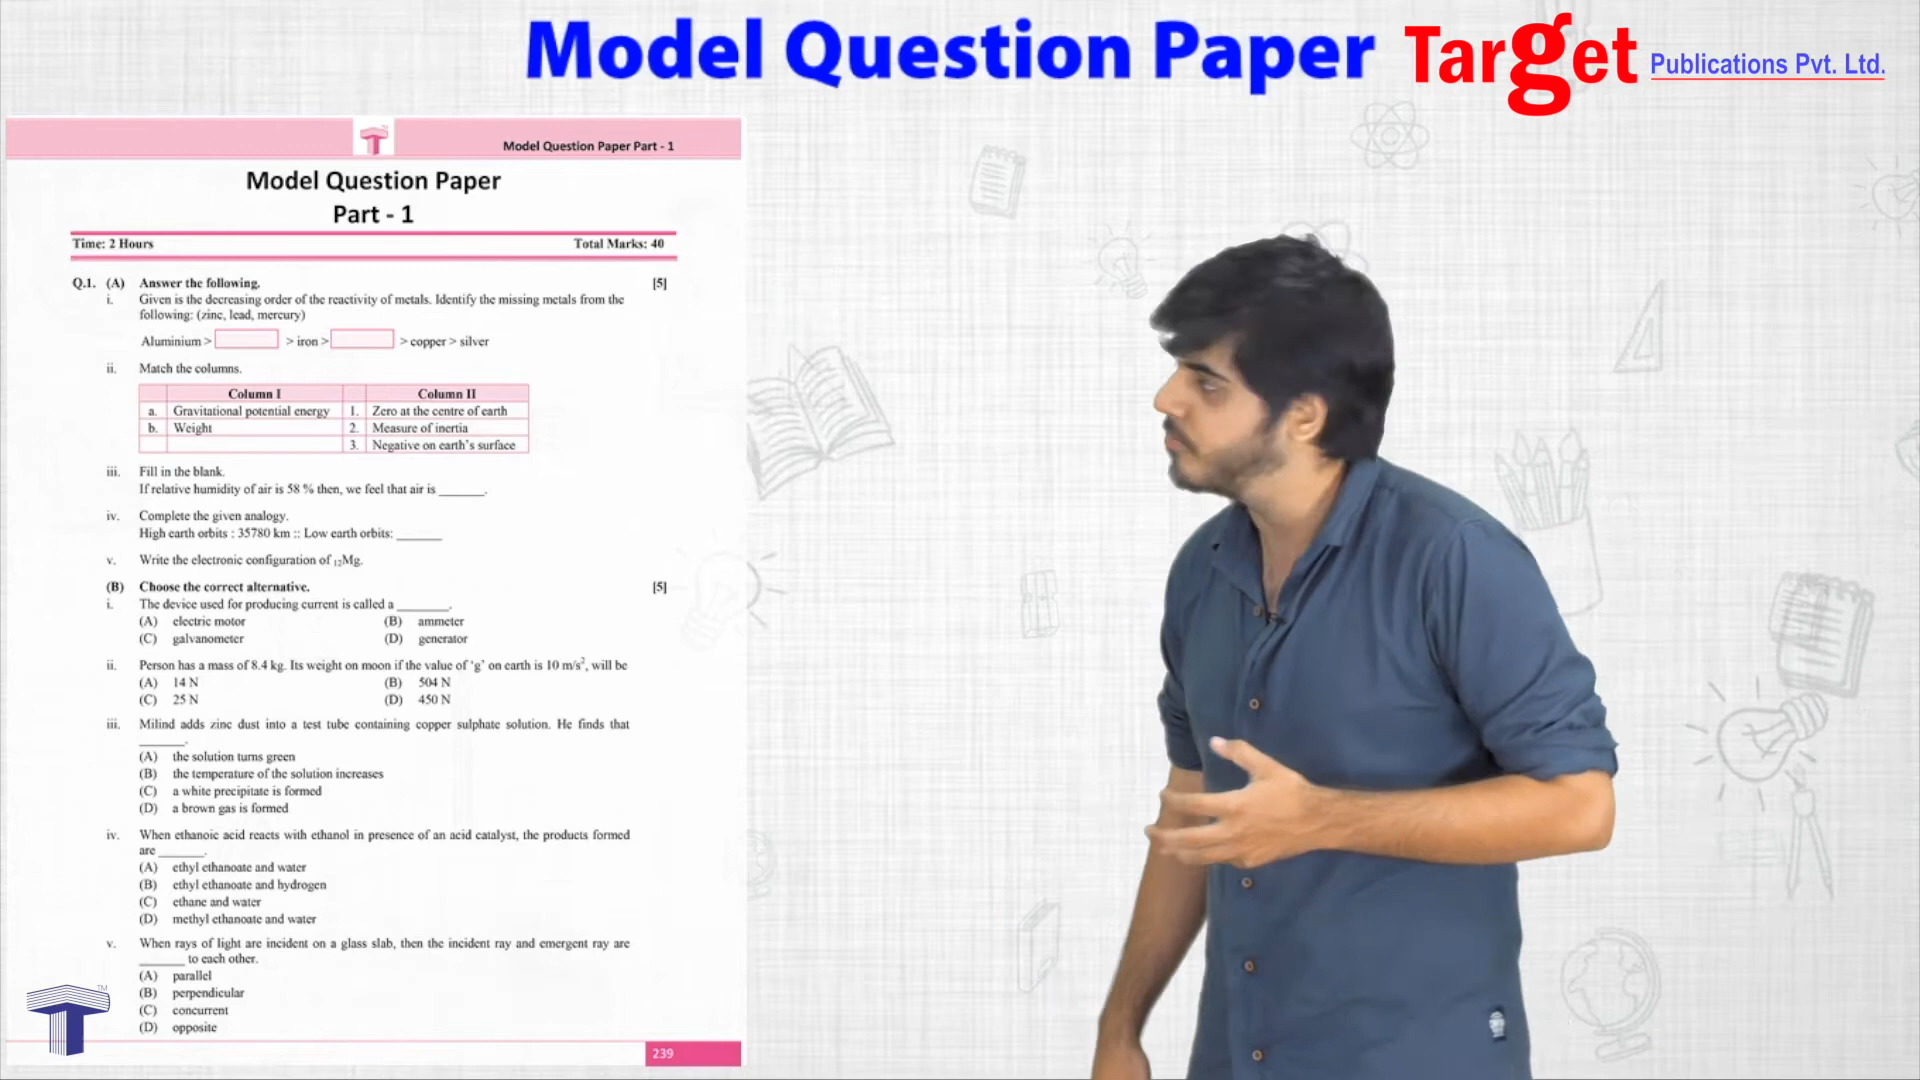 Model Question Paper Target Publications Pvt. Ltd.
T TM
Model Question Paper Part - 1
Model Question Paper
Part - 1
Time: 2 Hours Total Marks: 40
Q.1. (A) Answer the following. [5]
i. Given is the decreasing order of the reactivity of metals. Identify the missing metals from the
following: (zinc, lead, mercury)
Aluminium > > iron > > copper > silver
ii. Match the columns.
Column I Column II
a. Gravitational potential energy 1. Zero at the centre of earth
b. Weight 2. Measure of inertia
3. Negative on earth's surface
iii. Fill in the blank.
If relative humidity of air is 58 % then, we feel that air is _______.
iv. Complete the given analogy.
High earth orbits : 35780 km :: Low earth orbits: _______
v. Write the electronic configuration of ₁₂Mg.
(B) Choose the correct alternative. [5]
i. The device used for producing current is called a ________.
(A) electric motor (B) ammeter
(C) galvanometer (D) generator
ii. Person has a mass of 8.4 kg. Its weight on moon if the value of 'g' on earth is 10 m/s², will be
(A) 14 N (B) 504 N
(C) 25 N (D) 450 N
iii. Milind adds zinc dust into a test tube containing copper sulphate solution. He finds that
_______.
(A) the solution turns green
(B) the temperature of the solution increases
(C) a white precipitate is formed
(D) a brown gas is formed
iv. When ethanoic acid reacts with ethanol in presence of an acid catalyst, the products formed
are _______.
(A) ethyl ethanoate and water
(B) ethyl ethanoate and hydrogen
(C) ethane and water
(D) methyl ethanoate and water
v. When rays of light are incident on a glass slab, then the incident ray and emergent ray are
_______ to each other.
(A) parallel
(B) perpendicular
(C) concurrent
(D) opposite
T TM
239